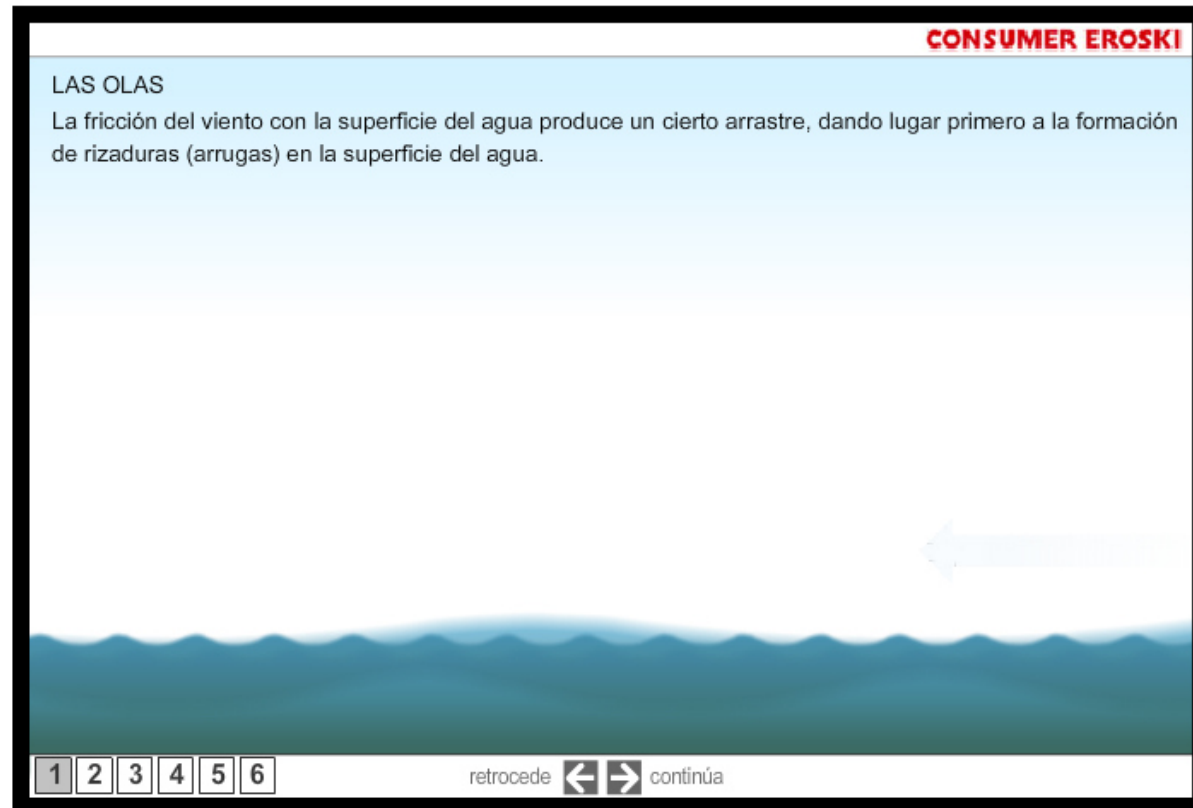 CONSUMER EROSKI
LAS OLAS
La fricción del viento con la superficie del agua produce un cierto arrastre, dando lugar primero a la formación
de rizaduras (arrugas) en la superficie del agua.
1 2 3 4 5 6 retrocede continúa